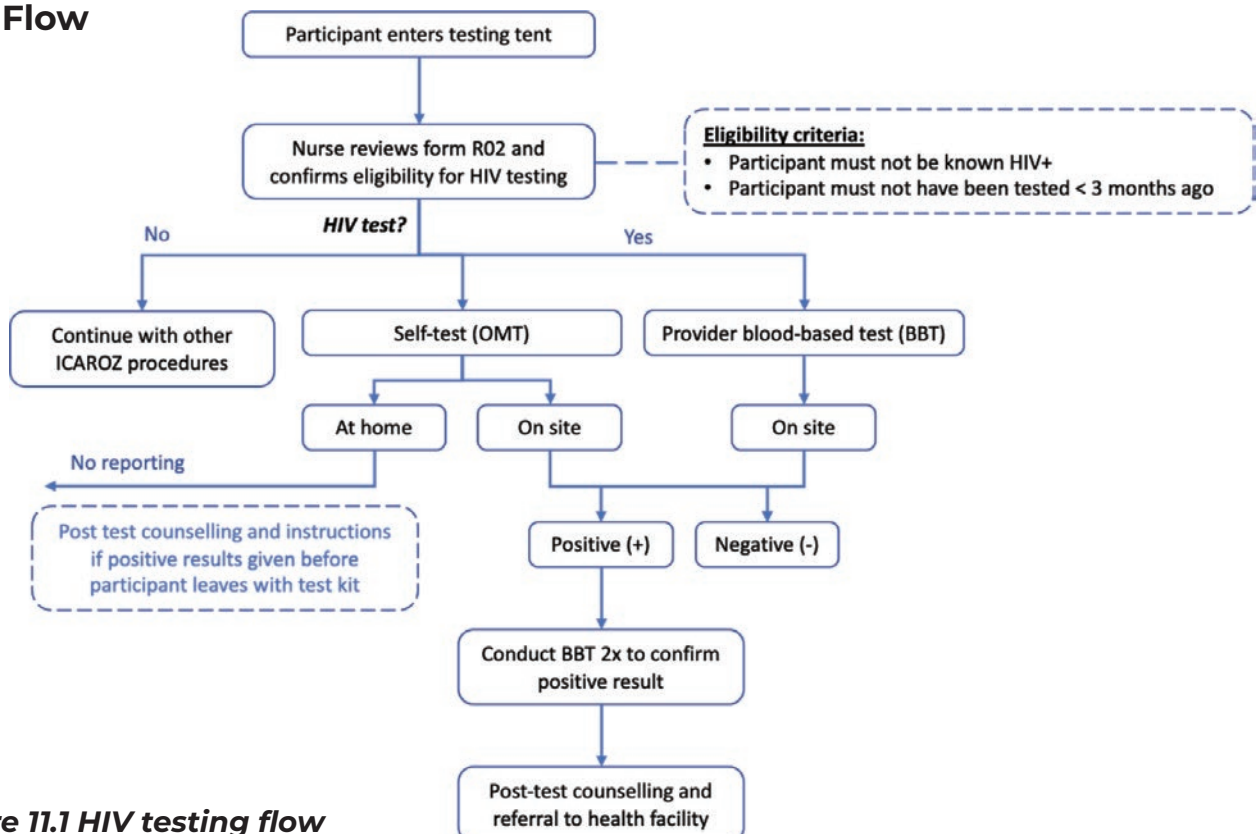 Flow
Participant enters testing tent
Nurse reviews form R02 and
confirms eligibility for HIV testing
Eligibility criteria:
• Participant must not be known HIV+
• Participant must not have been tested < 3 months ago
HIV test?
No
Yes
Continue with other
ICAROZ procedures
Self-test (OMT)
Provider blood-based test (BBT)
At home
On site
On site
No reporting
Post test counselling and instructions
if positive results given before
participant leaves with test kit
Positive (+)
Negative (-)
Conduct BBT 2x to confirm
positive result
Post-test counselling and
referral to health facility
re 11.1 HIV testing flow